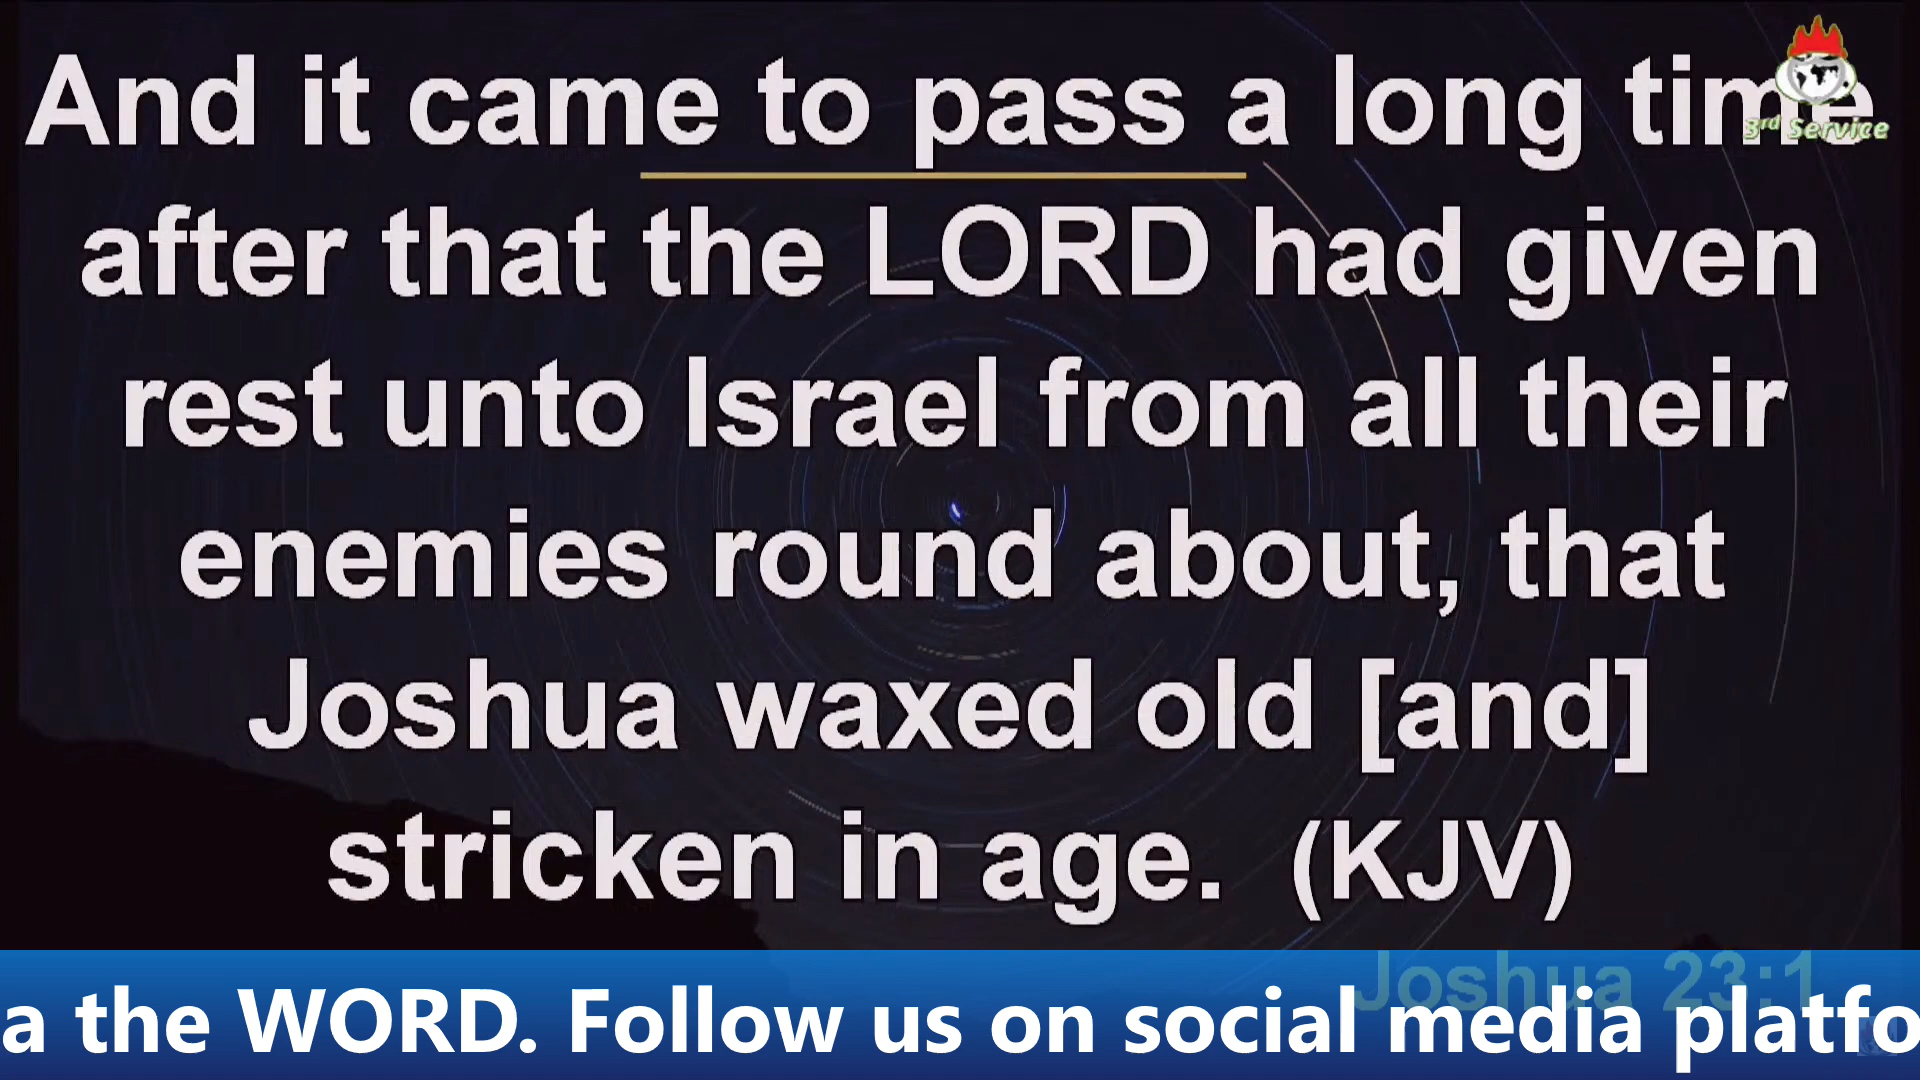 And it came to pass a long time
3rd Service
after that the LORD had given
rest unto Israel from all their
enemies round about, that
Joshua waxed old [and]
stricken in age. (KJV)
Joshua 23:1
a the WORD. Follow us on social media platfo